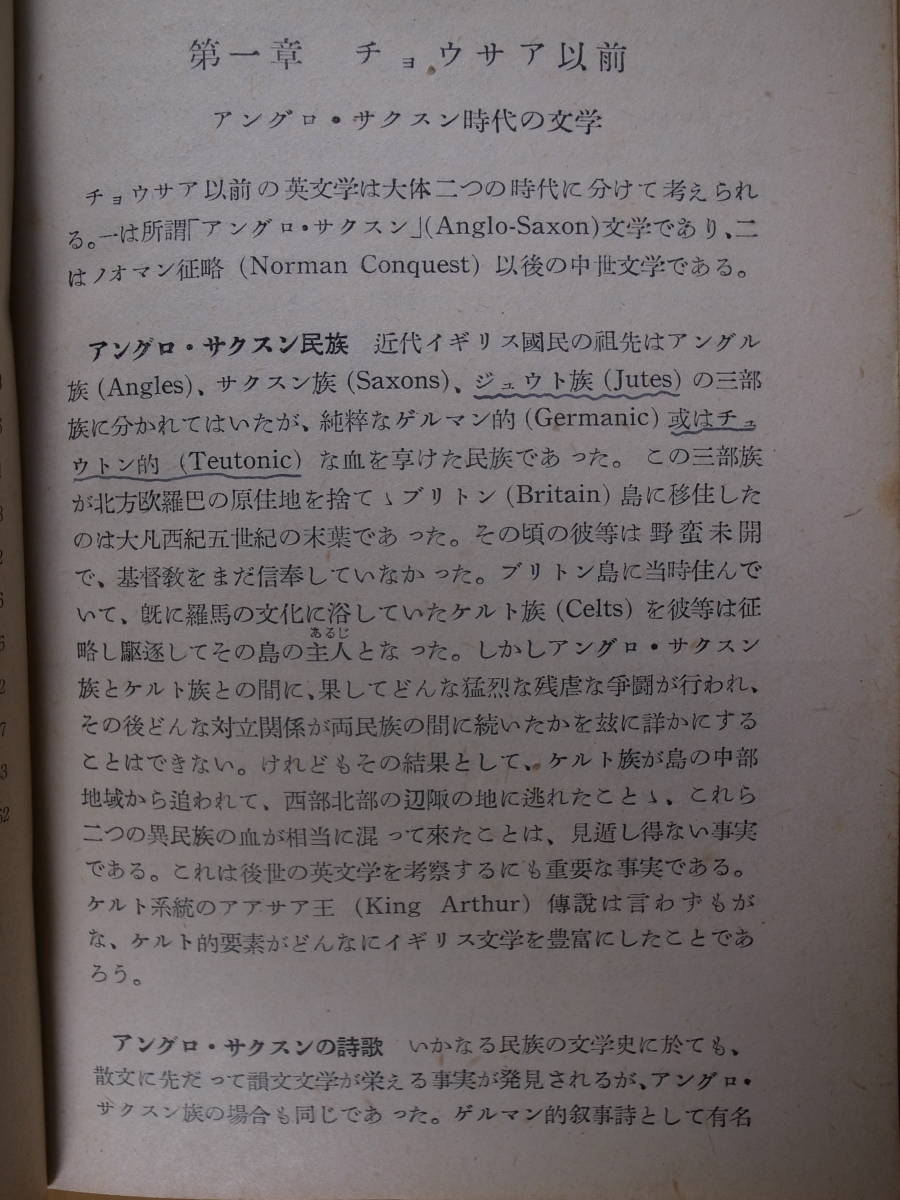 第一章　チョウサア以前
アングロ・サクスン時代の文学
チョウサア以前の英文学は大体二つの時代に分けて考えられ
る。一は所謂「アングロ・サクスン」(Anglo-Saxon)文学であり、二
はノオマン征略 (Norman Conquest) 以後の中世文学である。
アングロ・サクスン民族　近代イギリス國民の祖先はアングル
族 (Angles)、サクスン族 (Saxons)、ジュウト族 (Jutes) の三部
族に分かれてはいたが、純粋なゲルマン的 (Germanic) 或はチュ
ウトン的 (Teutonic) な血を享けた民族であった。この三部族
が北方欧羅巴の原住地を捨てゝブリトン (Britain) 島に移住した
のは大凡西紀五世紀の末葉であった。その頃の彼等は野蛮未開
で、基督教をまだ信奉していなかった。ブリトン島に当時住んで
いて、既に羅馬の文化に浴していたケルト族 (Celts) を彼等は征
あるじ
略し駆逐してその島の主人となった。しかしアングロ・サクスン
族とケルト族との間に、果してどんな猛烈な残虐な爭闘が行われ、
その後どんな対立関係が両民族の間に続いたかを玆に詳かにする
ことはできない。けれどもその結果として、ケルト族が島の中部
地域から追われて、西部北部の辺陬の地に逃れたことゝ、これら
二つの異民族の血が相当に混って來たことは、見遁し得ない事実
である。これは後世の英文学を考察するにも重要な事実である。
ケルト系統のアアサア王 (King Arthur) 傳説は言わずもが
な、ケルト的要素がどんなにイギリス文学を豊富にしたことであ
ろう。
アングロ・サクスンの詩歌　いかなる民族の文学史に於ても、
散文に先だって韻文文学が栄える事実が発見されるが、アングロ・
サクスン族の場合も同じであった。ゲルマン的叙事詩として有名